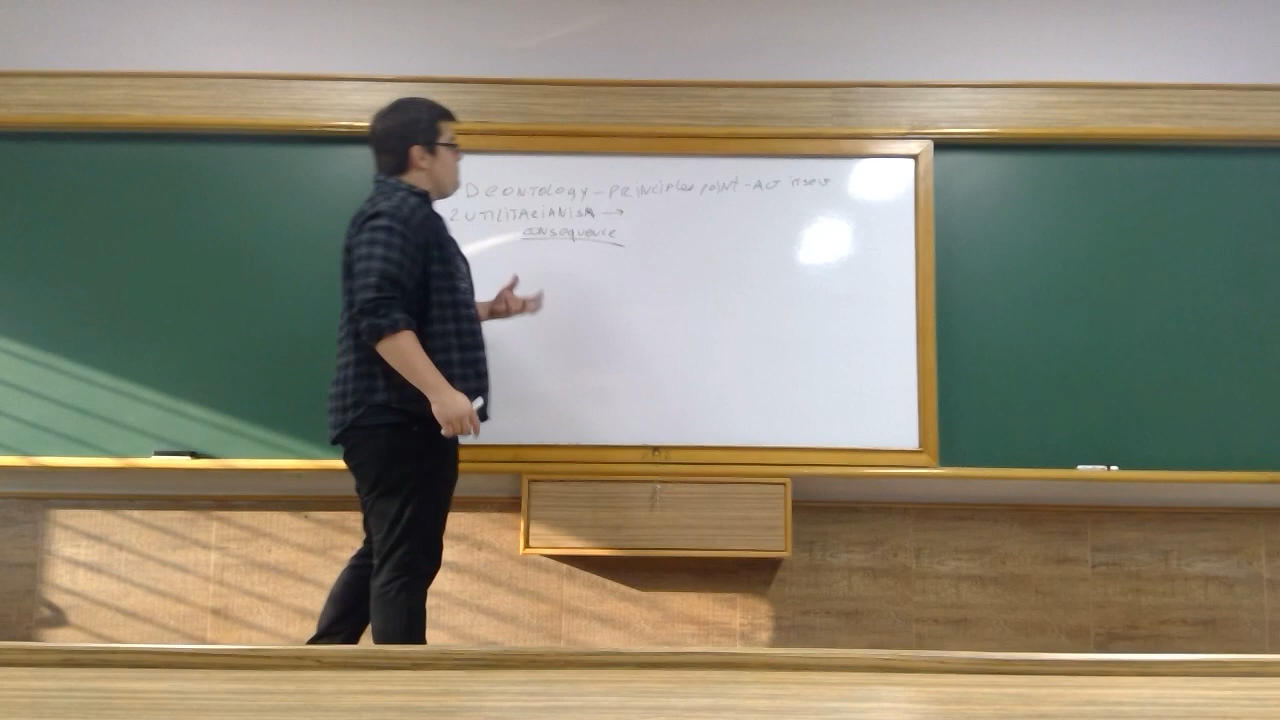 DEONTOLOGY - PRINCIPLES POINT - ACT itself
2 UTILITARIANISM →
consequence